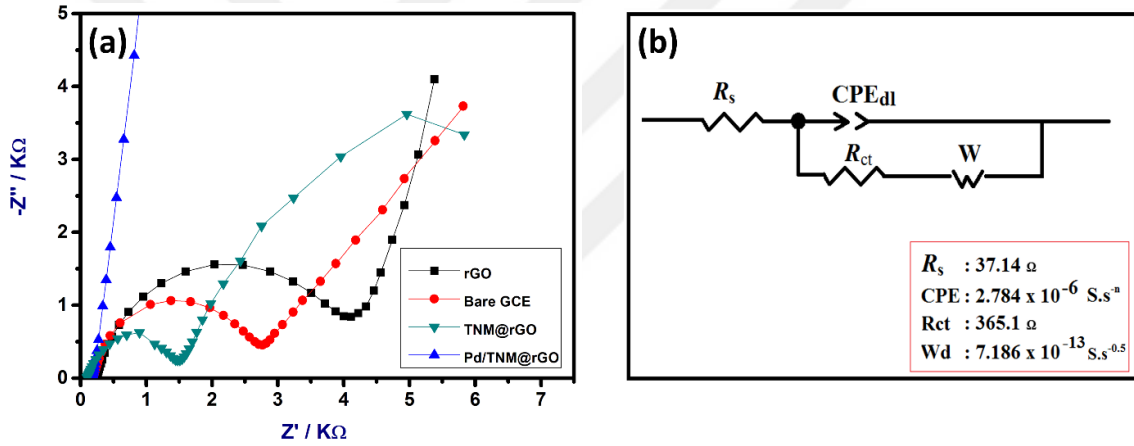 (a)
5
4
3
2
1
0
-Z'' / KΩ
0 1 2 3 4 5 6 7
Z' / KΩ
rGO
Bare GCE
TNM@rGO
Pd/TNM@rGO
(b)
Rs
CPEdl
Rct
W
Rs : 37.14 Ω
CPE : 2.784 x 10⁻⁶ S.s⁻ⁿ
Rct : 365.1 Ω
Wd : 7.186 x 10⁻¹³ S.s⁻⁰·⁵